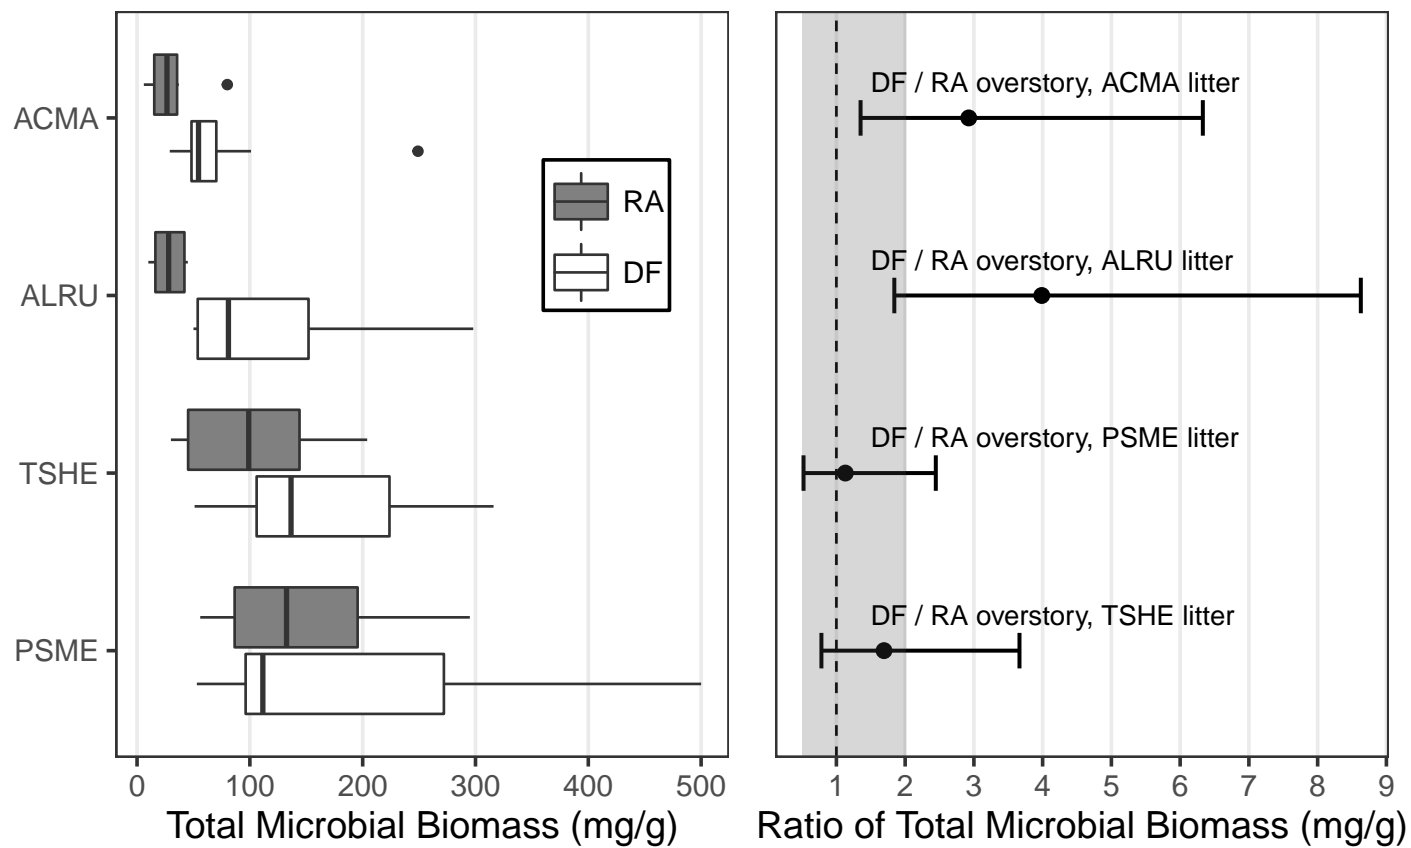 ACMA
ALRU
TSHE
PSME
RA
DF
0 100 200 300 400 500
Total Microbial Biomass (mg/g)
DF / RA overstory, ACMA litter
DF / RA overstory, ALRU litter
DF / RA overstory, PSME litter
DF / RA overstory, TSHE litter
1 2 3 4 5 6 7 8 9
Ratio of Total Microbial Biomass (mg/g)